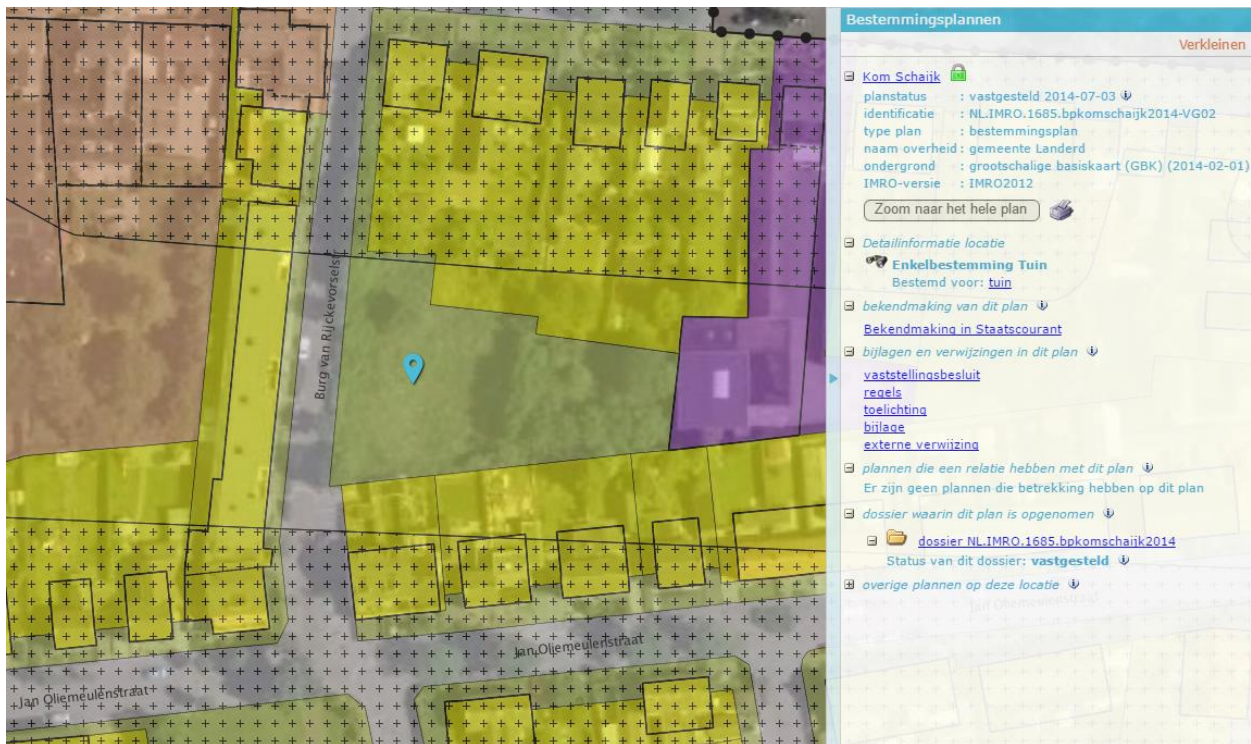 Bestemmingsplannen
Verkleinen
Kom Schaijk
planstatus : vastgesteld 2014-07-03
identificatie : NL.IMRO.1685.bpkomschaijk2014-VG02
type plan : bestemmingsplan
naam overheid : gemeente Landerd
ondergrond : grootschalige basiskaart (GBK) (2014-02-01)
IMRO-versie : IMRO2012
Zoom naar het hele plan
Detailinformatie locatie
Enkelbestemming Tuin
Bestemd voor: tuin
bekendmaking van dit plan
Bekendmaking in Staatscourant
bijlagen en verwijzingen in dit plan
vaststellingsbesluit
regels
toelichting
bijlage
externe verwijzing
plannen die een relatie hebben met dit plan
Er zijn geen plannen die betrekking hebben op dit plan
dossier waarin dit plan is opgenomen
dossier NL.IMRO.1685.bpkomschaijk2014
Status van dit dossier: vastgesteld
overige plannen op deze locatie
Burg van Rijckevorselstr
Jan Oliemeulenstraat
Jan Oliemeulenstraat